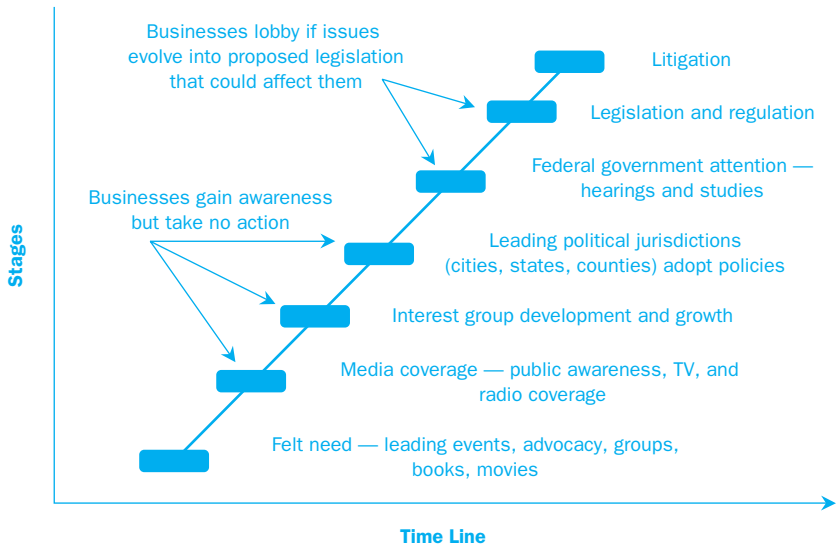 Businesses lobby if issues
evolve into proposed legislation
that could affect them
Litigation
Legislation and regulation
Federal government attention —
hearings and studies
Businesses gain awareness
but take no action
Leading political jurisdictions
(cities, states, counties) adopt policies
Interest group development and growth
Media coverage — public awareness, TV, and
radio coverage
Felt need — leading events, advocacy, groups,
books, movies
Stages
Time Line